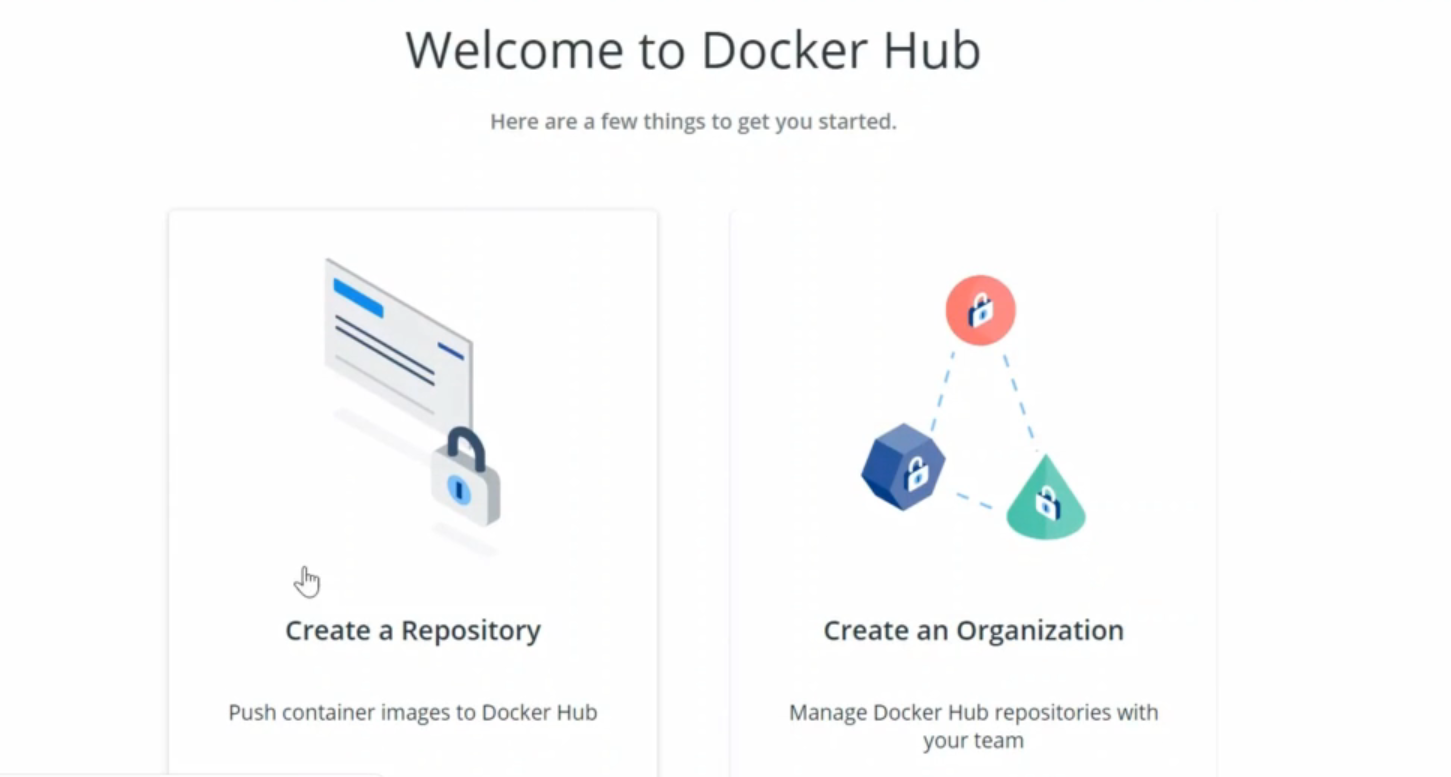 Welcome to Docker Hub
Here are a few things to get you started.
Create a Repository
Push container images to Docker Hub
Create an Organization
Manage Docker Hub repositories with
your team